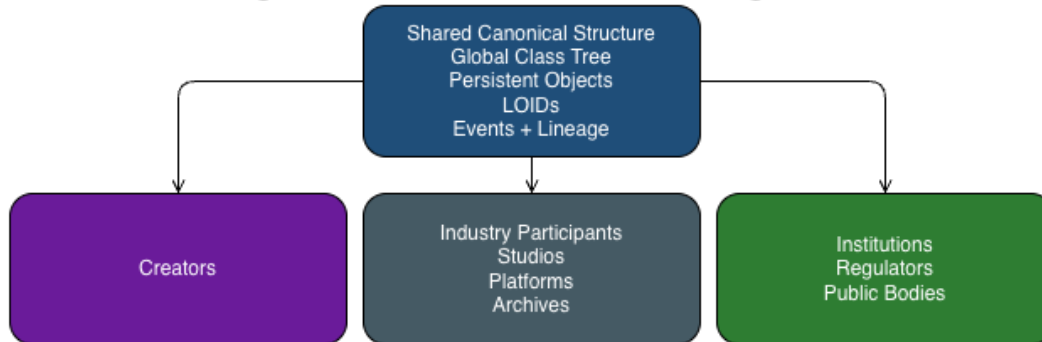 Shared Canonical Structure
Global Class Tree
Persistent Objects
LOIDs
Events + Lineage
Creators
Industry Participants
Studios
Platforms
Archives
Institutions
Regulators
Public Bodies